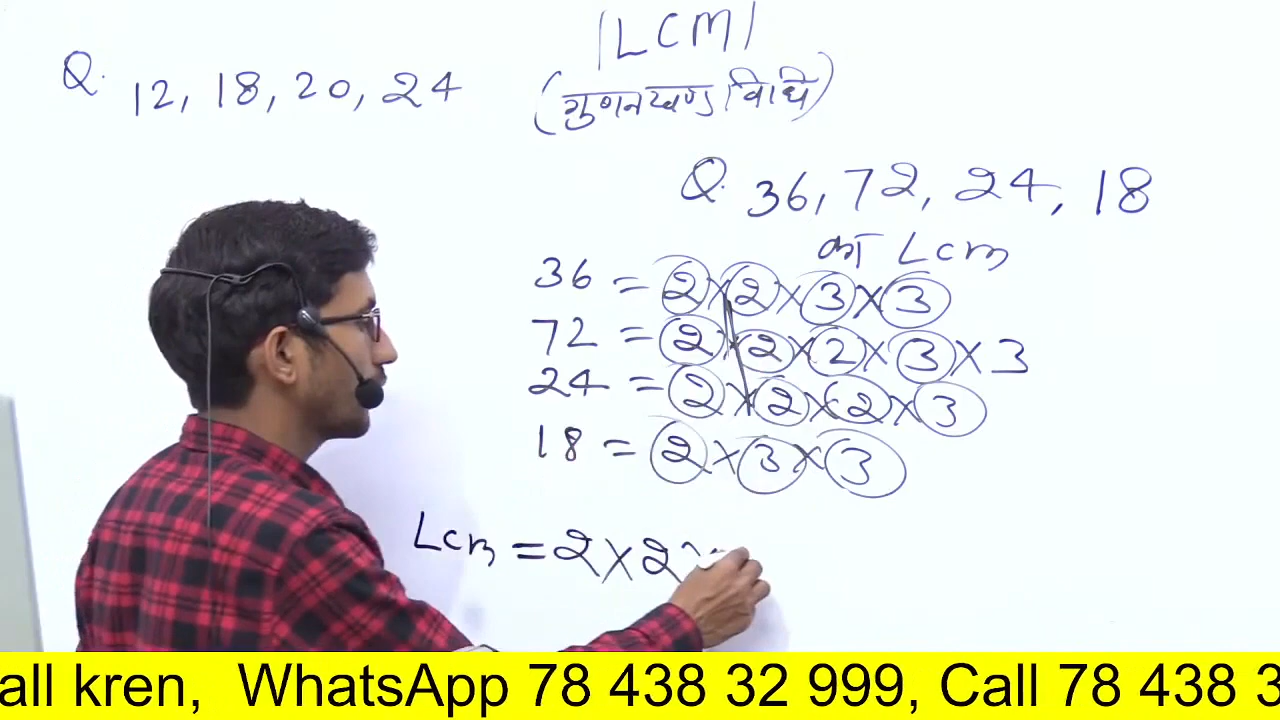 |LCM|
(गुणनखण्ड विधि)
Q. 12, 18, 20, 24
Q. 36, 72, 24, 18
का Lcm
36 = 2×2×3×3
72 = 2×2×2×3×3
24 = 2×2×2×3
18 = 2×3×3
Lcm = 2×2×
all kren, WhatsApp 78 438 32 999, Call 78 438 3